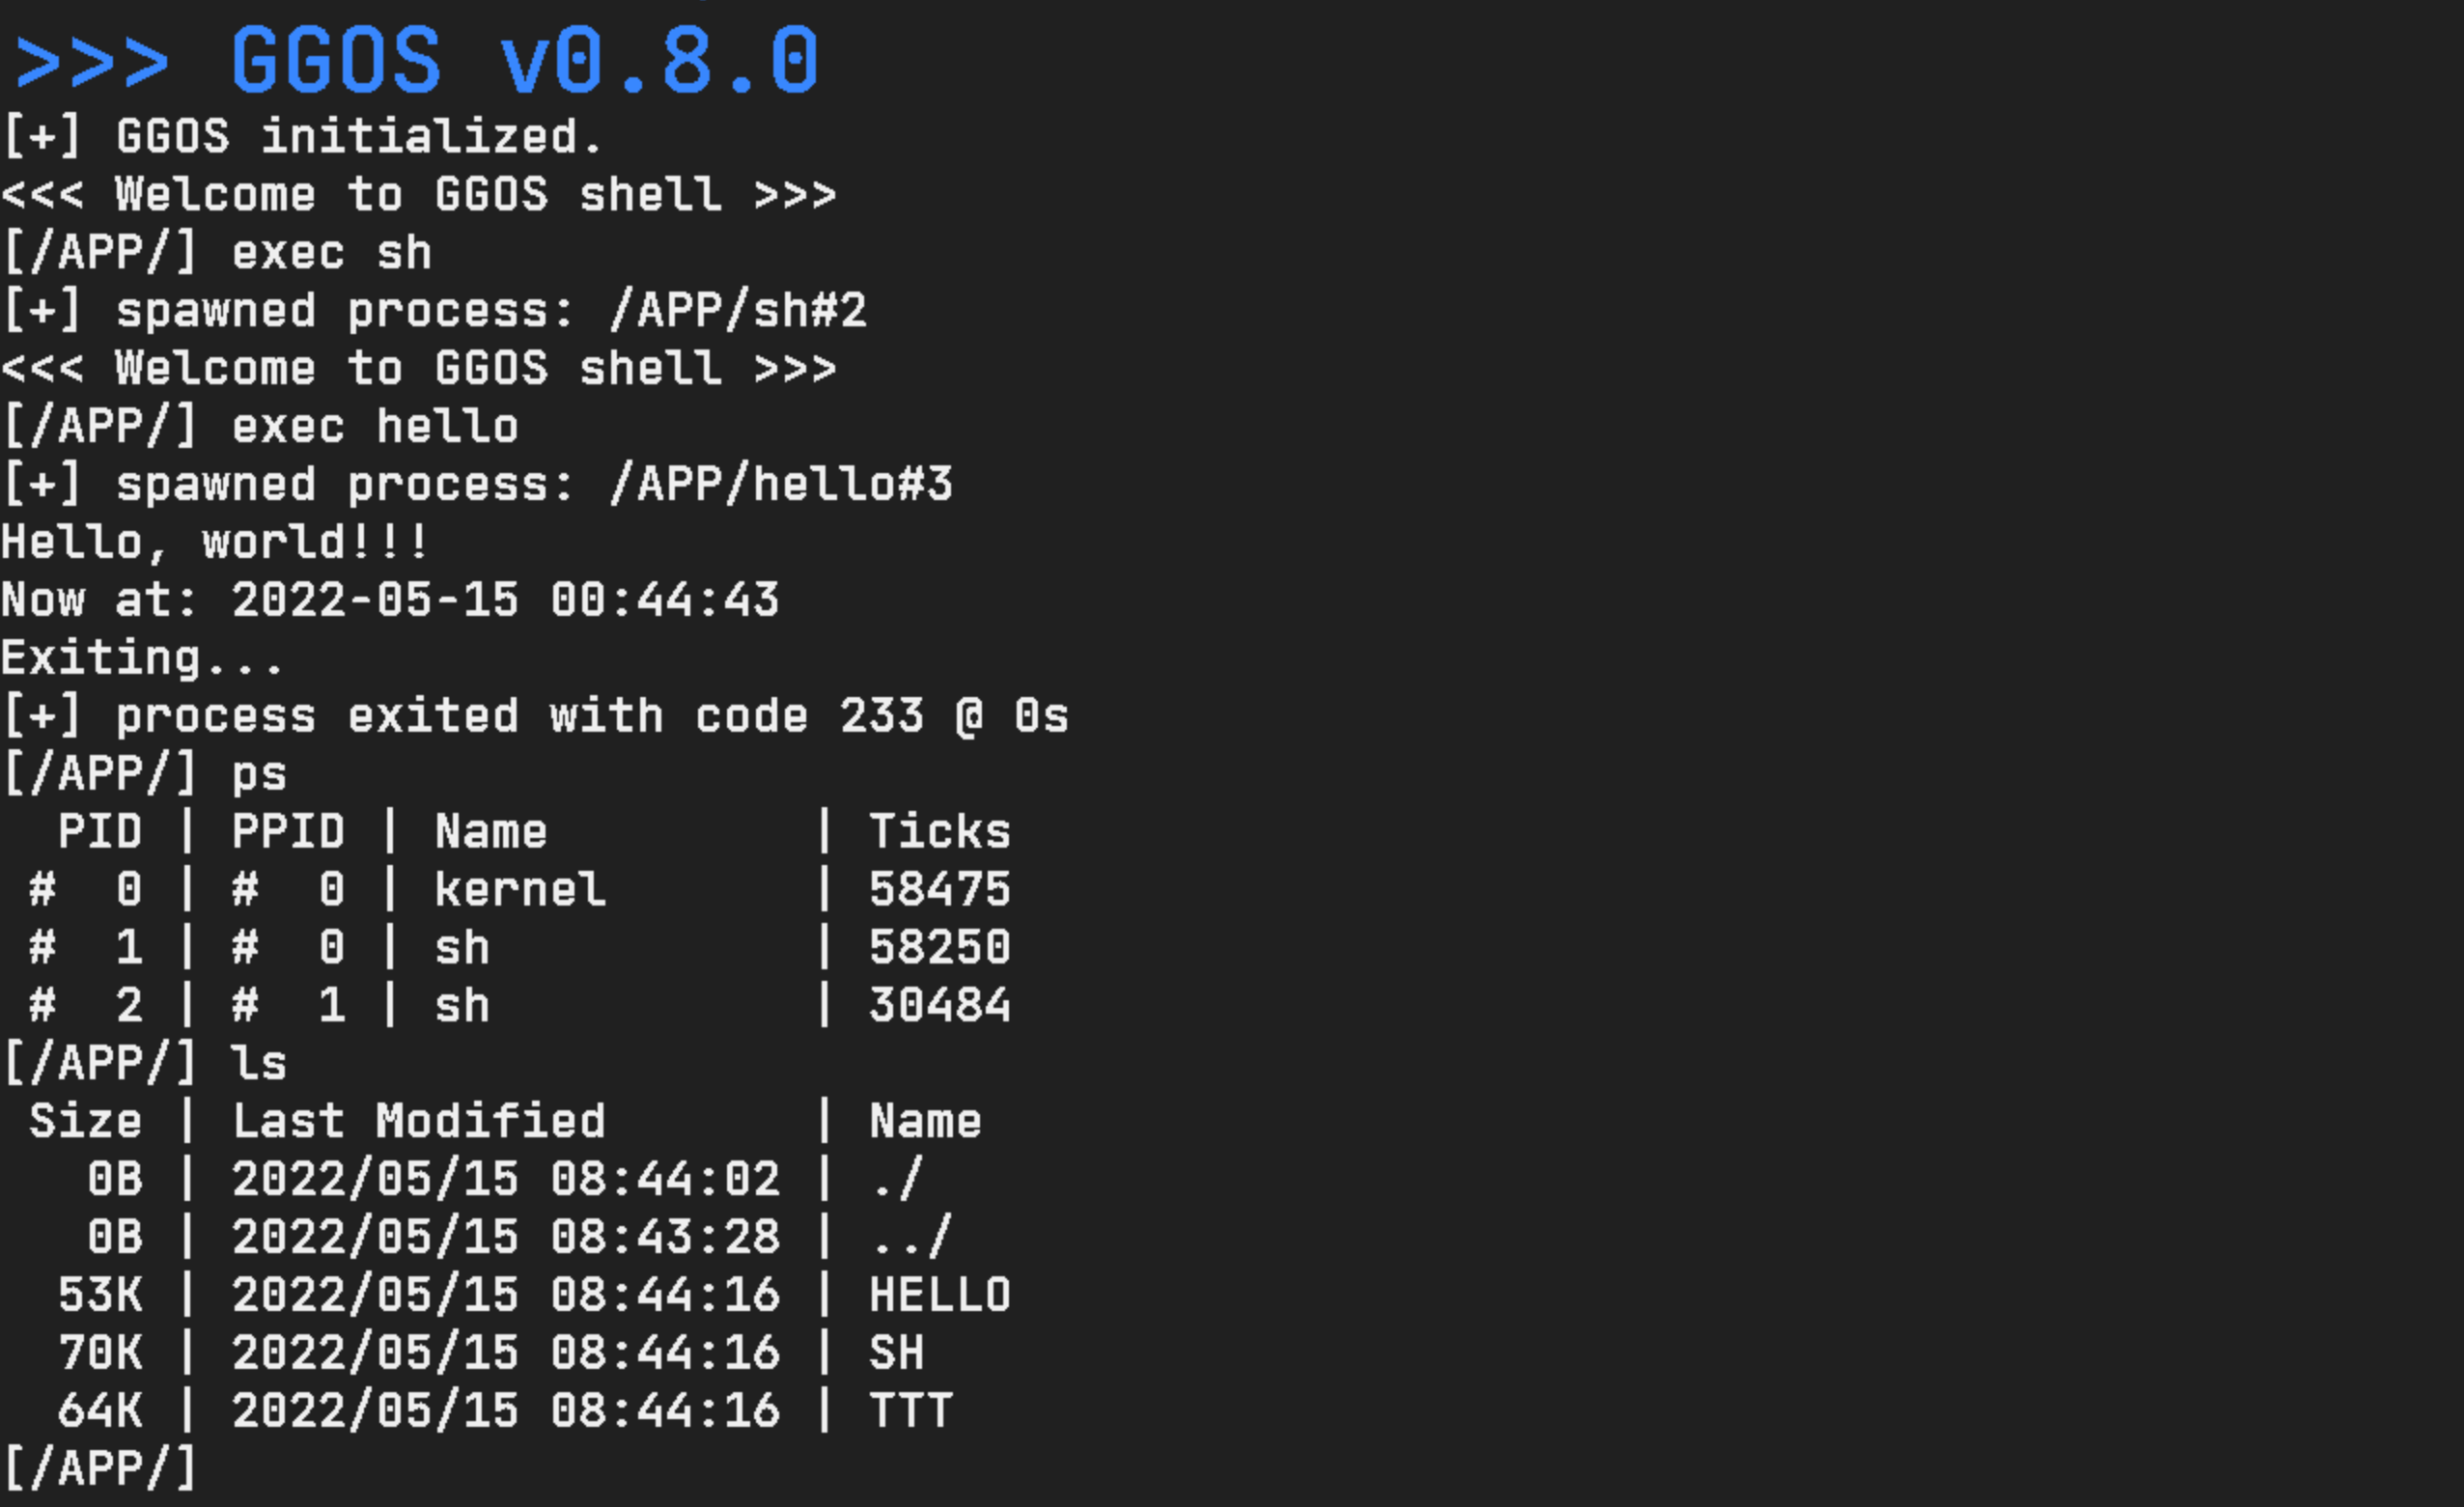 >>> GGOS v0.8.0
[+] GGOS initialized.
<<< Welcome to GGOS shell >>>
[/APP/] exec sh
[+] spawned process: /APP/sh#2
<<< Welcome to GGOS shell >>>
[/APP/] exec hello
[+] spawned process: /APP/hello#3
Hello, world!!!
Now at: 2022-05-15 00:44:43
Exiting...
[+] process exited with code 233 @ 0s
[/APP/] ps
  PID | PPID | Name         | Ticks
 #  0 | #  0 | kernel       | 58475
 #  1 | #  0 | sh           | 58250
 #  2 | #  1 | sh           | 30484
[/APP/] ls
 Size | Last Modified       | Name
   0B | 2022/05/15 08:44:02 | ./
   0B | 2022/05/15 08:43:28 | ../
  53K | 2022/05/15 08:44:16 | HELLO
  70K | 2022/05/15 08:44:16 | SH
  64K | 2022/05/15 08:44:16 | TTT
[/APP/]